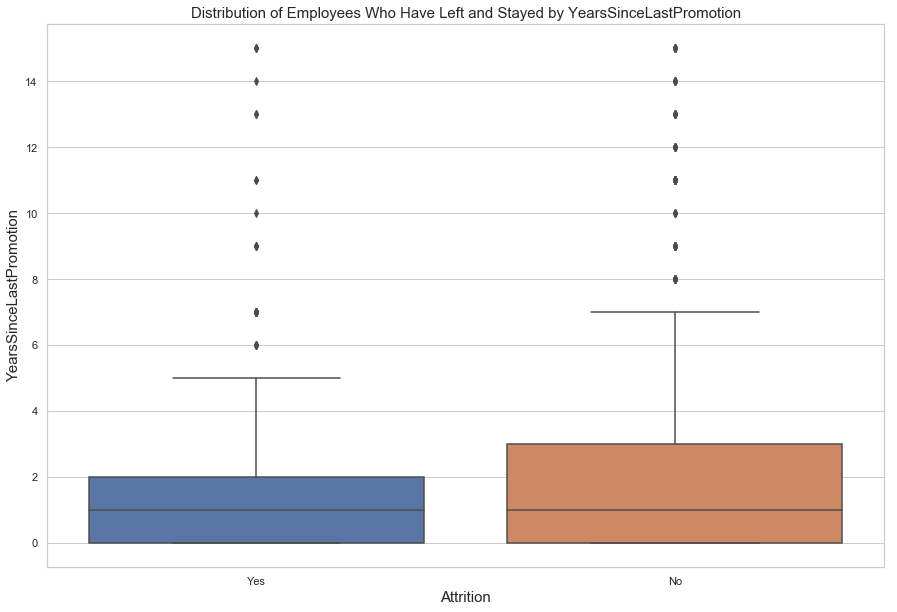 Distribution of Employees Who Have Left and Stayed by YearsSinceLastPromotion
YearsSinceLastPromotion
14
12
10
8
6
4
2
0
Yes
No
Attrition